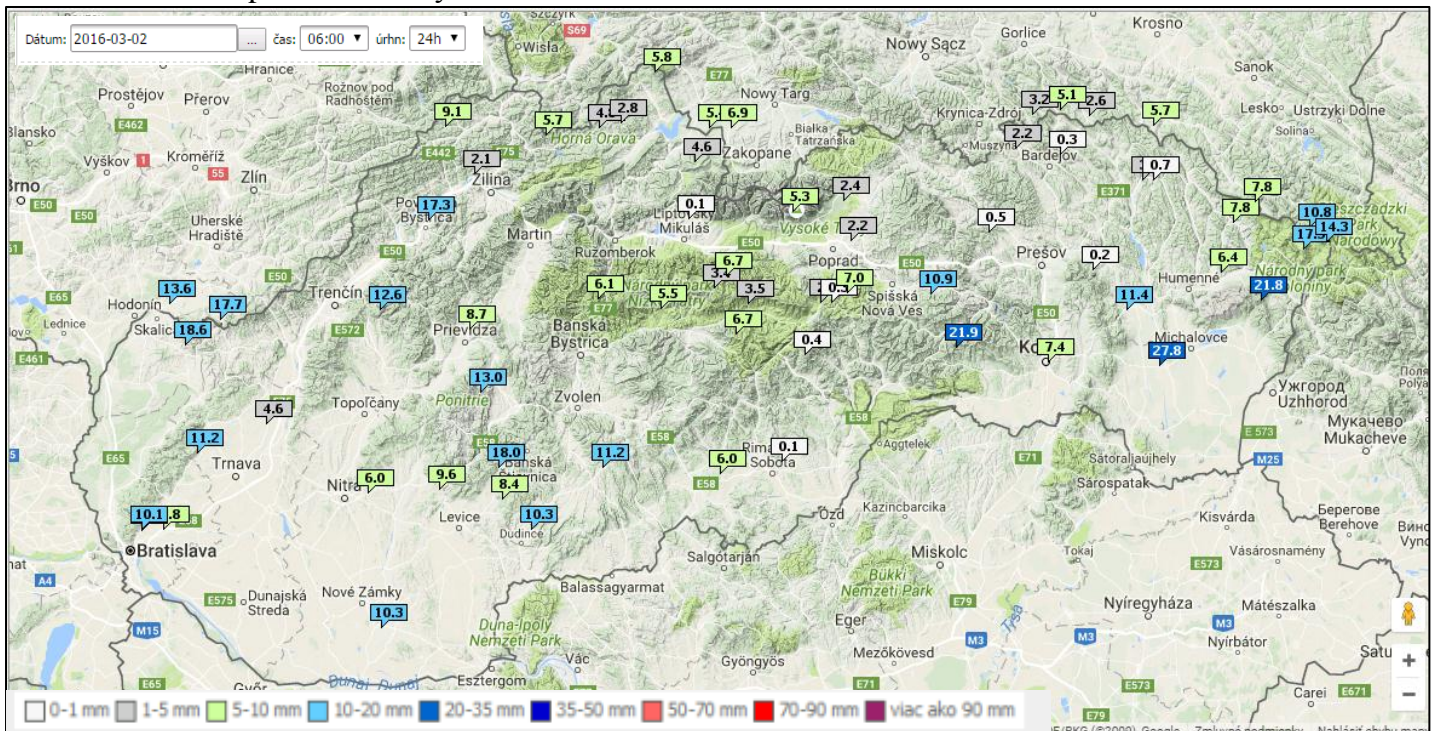 Dátum: 2016-03-02 ... čas: 06:00 úrhn: 24h
Szczyrk
S69
Wisła
5.8
E77
Nowy Sącz
Gorlice
Krosno
Sanok
Hranice
Prostějov
Přerov
Rožnov pod
Radhoštěm
9.1
5.7
2.8
Nowy Targ
6.9
Krynica-Zdrój
3.2
5.1
2.6
5.7
Lesko
Ustrzyki Dolne
Solina
E462
Blansko
Horná Orava
Białka
Tatrzańska
Muszyna
2.2
0.3
Bardejov
Vyškov
1
Kroměříž
55
Zlín
E442
E75
2.1
Žilina
4.6
Zakopane
0.7
Brno
E50
E50
17.3
Bystrica
0.1
Liptovský
Mikuláš
5.3
2.4
E371
7.8
7.8
10.8
14.3
Uherské
Hradiště
Martin
Vysoké
2.2
0.5
Prešov
0.2
E50
Ružomberok
E50
6.7
Poprad
E50
6.4
Humenné
Národný park
E50
13.6
Hodonín
17.7
Trenčín
12.6
6.1
5.5
3.5
7.0
10.9
Spišská
Nová Ves
11.4
21.8
E65
Lednice
Skalica
18.6
E572
8.7
Prievidza
E77
Banská
Bystrica
6.7
0.4
21.9
E50
7.4
Michalovce
27.8
E461
13.0
Ponitrie
Zvolen
Ужгород
Uzhhorod
4.6
Topoľčany
E58
Aggtelek
Мукачево
Mukacheve
11.2
E65
Trnava
E58
18.0
Banská
11.2
E58
6.0
0.1
Sobota
E71
Sátoraljaújhely
E 573
M25
Nitra
6.0
9.6
8.4
E58
Sárospatak
10.1
Levice
10.3
Dudince
Ózd
Kazincbarcika
Kisvárda
Берегове
Berehove
Bratislava
Salgótarján
Miskolc
Tokaj
Vásárosnamény
A4
E575
Dunajská
Streda
Nové Zámky
10.3
Balassagyarmat
Bükki
Nemzeti Park
E573
E79
Nyíregyháza
Mátészalka
M15
Duna-Ipoly
Nemzeti Park
Eger
Tisza
M3
M3
M3
Nyírbátor
Vác
Gyöngyös
Mezőkövesd
E65
Győr
Dunaj
Esztergom
E71
E573
Carei
E671
E79
0-1 mm 1-5 mm 5-10 mm 10-20 mm 20-35 mm 35-50 mm 50-70 mm 70-90 mm viac ako 90 mm